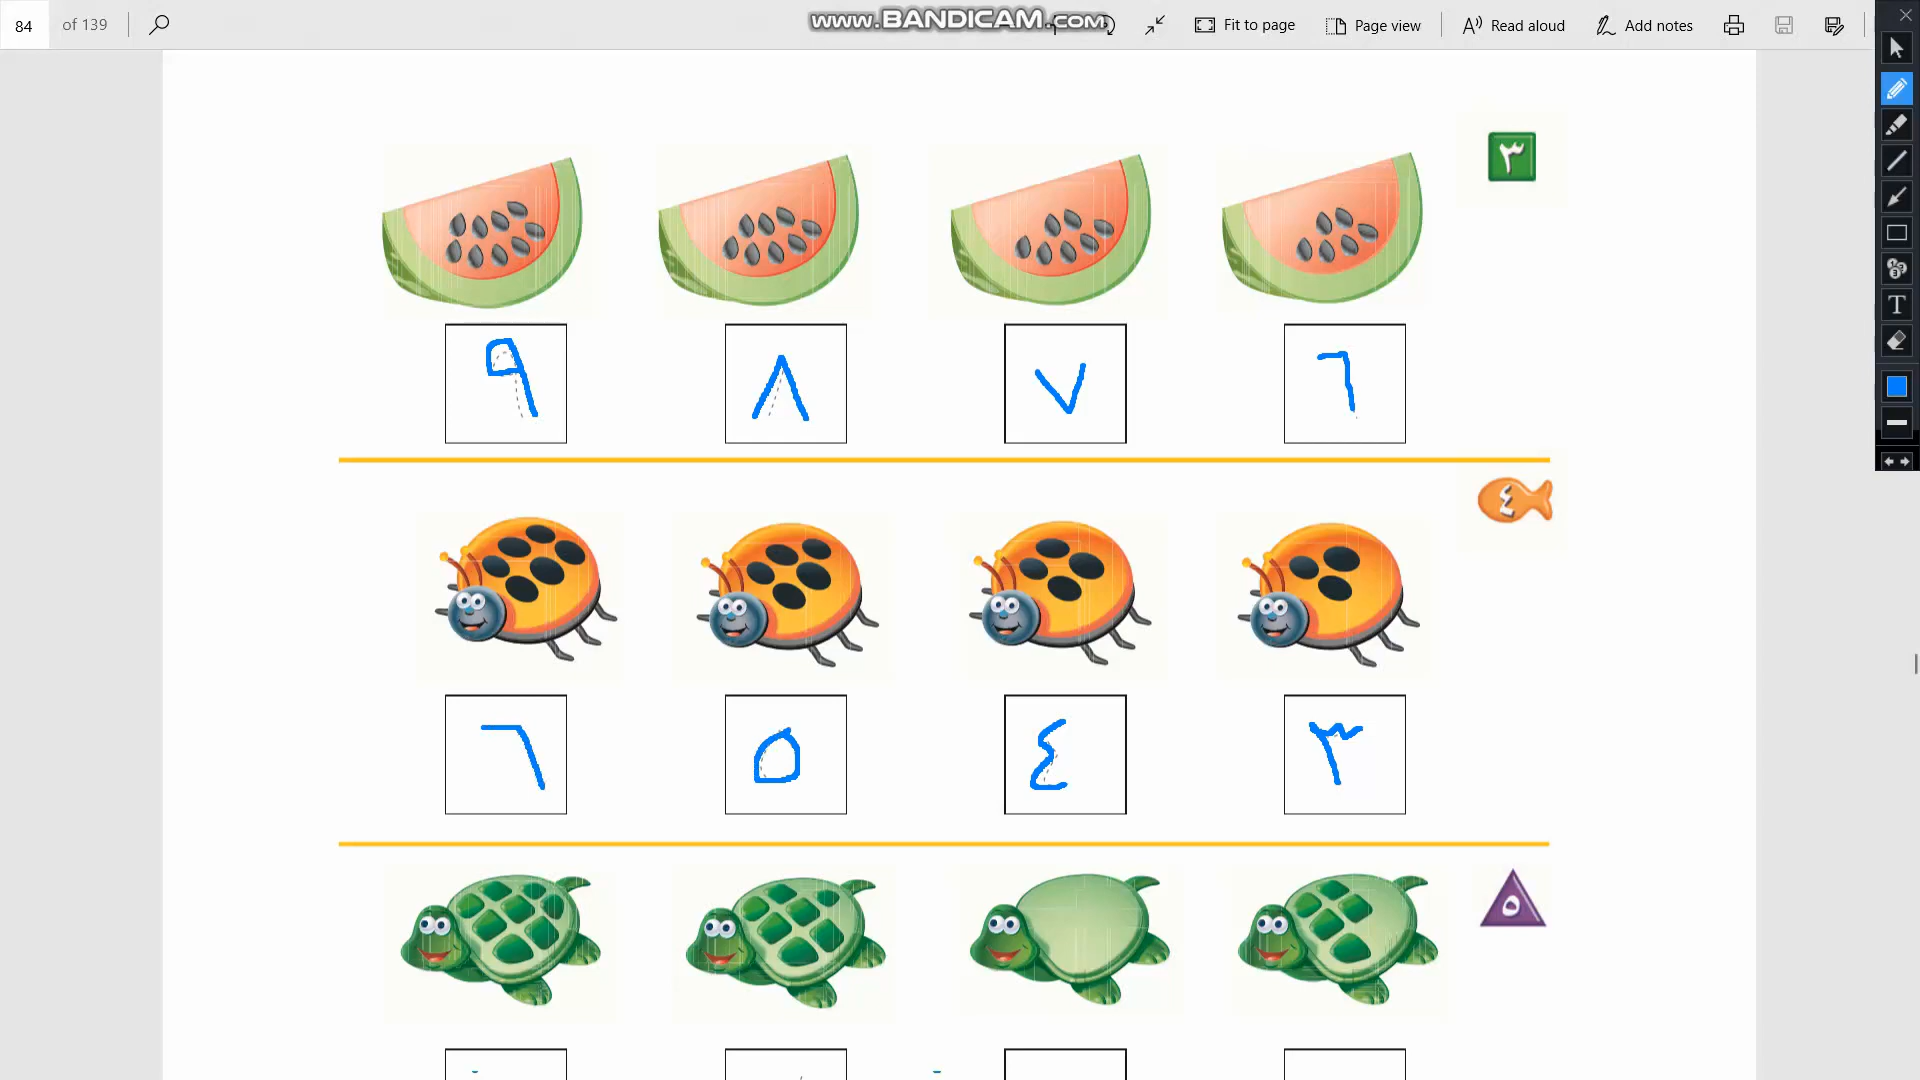 84 of 139 www.BANDICAM.com Fit to page Page view Read aloud Add notes
٣
٦ ٧ ٨ ٩
٤
٣ ٤ ٥ ٦
٥